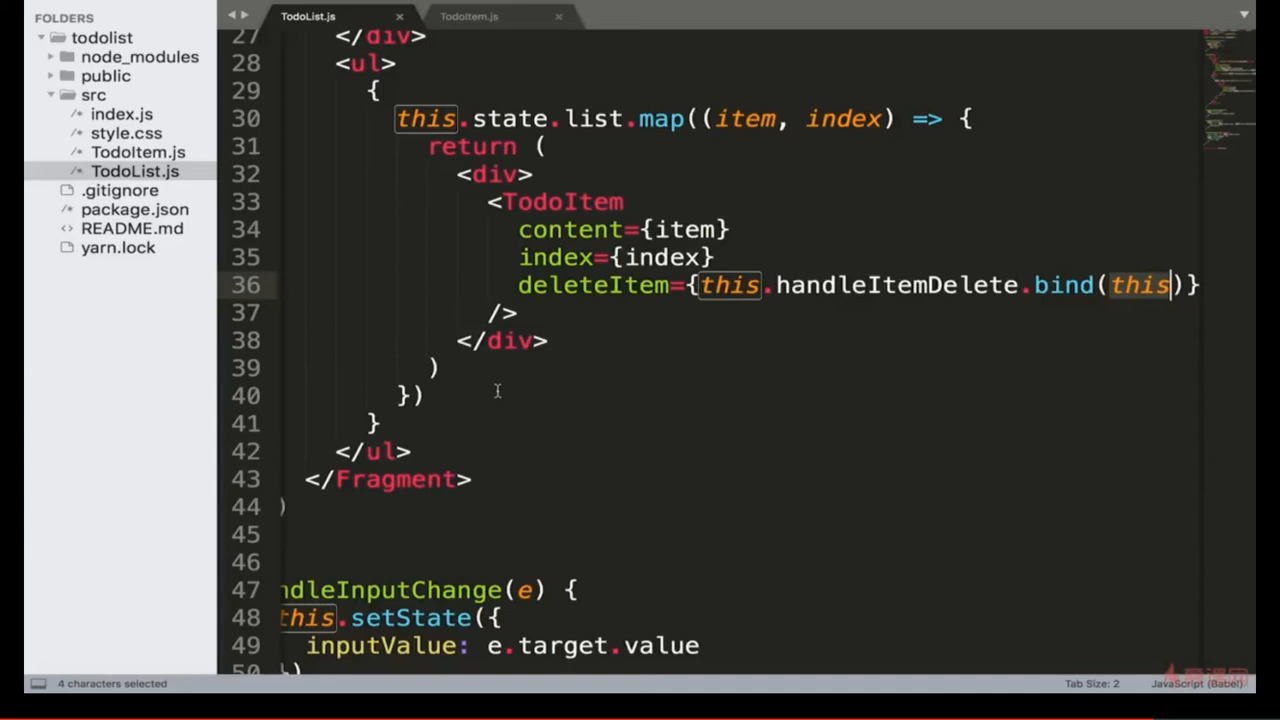 FOLDERS
todolist
node_modules
public
src
index.js
style.css
TodoItem.js
TodoList.js
.gitignore
package.json
README.md
yarn.lock
TodoList.js
TodoItem.js
27 </div>
28 <ul>
29 {
30 this.state.list.map((item, index) => {
31 return (
32 <div>
33 <TodoItem
34 content={item}
35 index={index}
36 deleteItem={this.handleItemDelete.bind(this)}
37 />
38 </div>
39 )
40 })
41 }
42 </ul>
43 </Fragment>
44 )
45
46
47 ndleInputChange(e) {
48 this.setState({
49 inputValue: e.target.value
50 })
4 characters selected
Tab Size: 2
JavaScript (Babel)